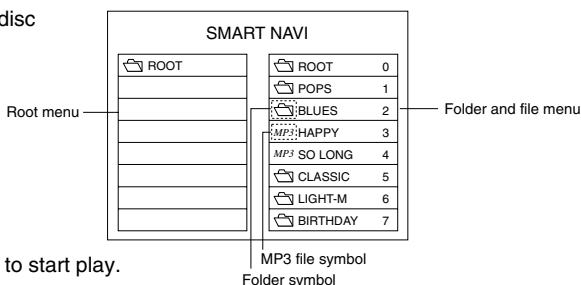 disc
SMART NAVI
ROOT
Root menu
ROOT 0
POPS 1
BLUES 2
MP3 HAPPY 3
MP3 SO LONG 4
CLASSIC 5
LIGHT-M 6
BIRTHDAY 7
Folder and file menu
MP3 file symbol
to start play.
Folder symbol